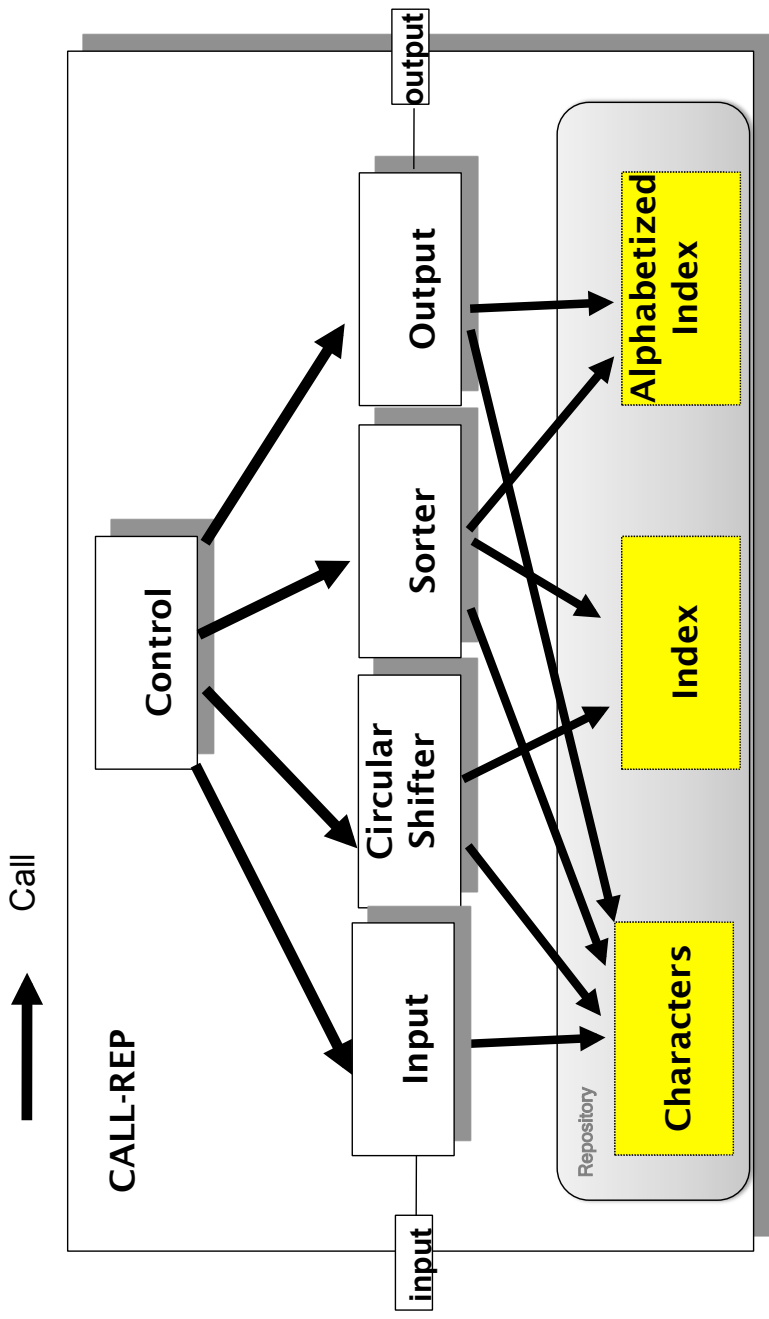 Call
CALL-REP
Control
input
Input
Circular
Shifter
Sorter
Output
output
Repository
Characters
Index
Alphabetized
Index